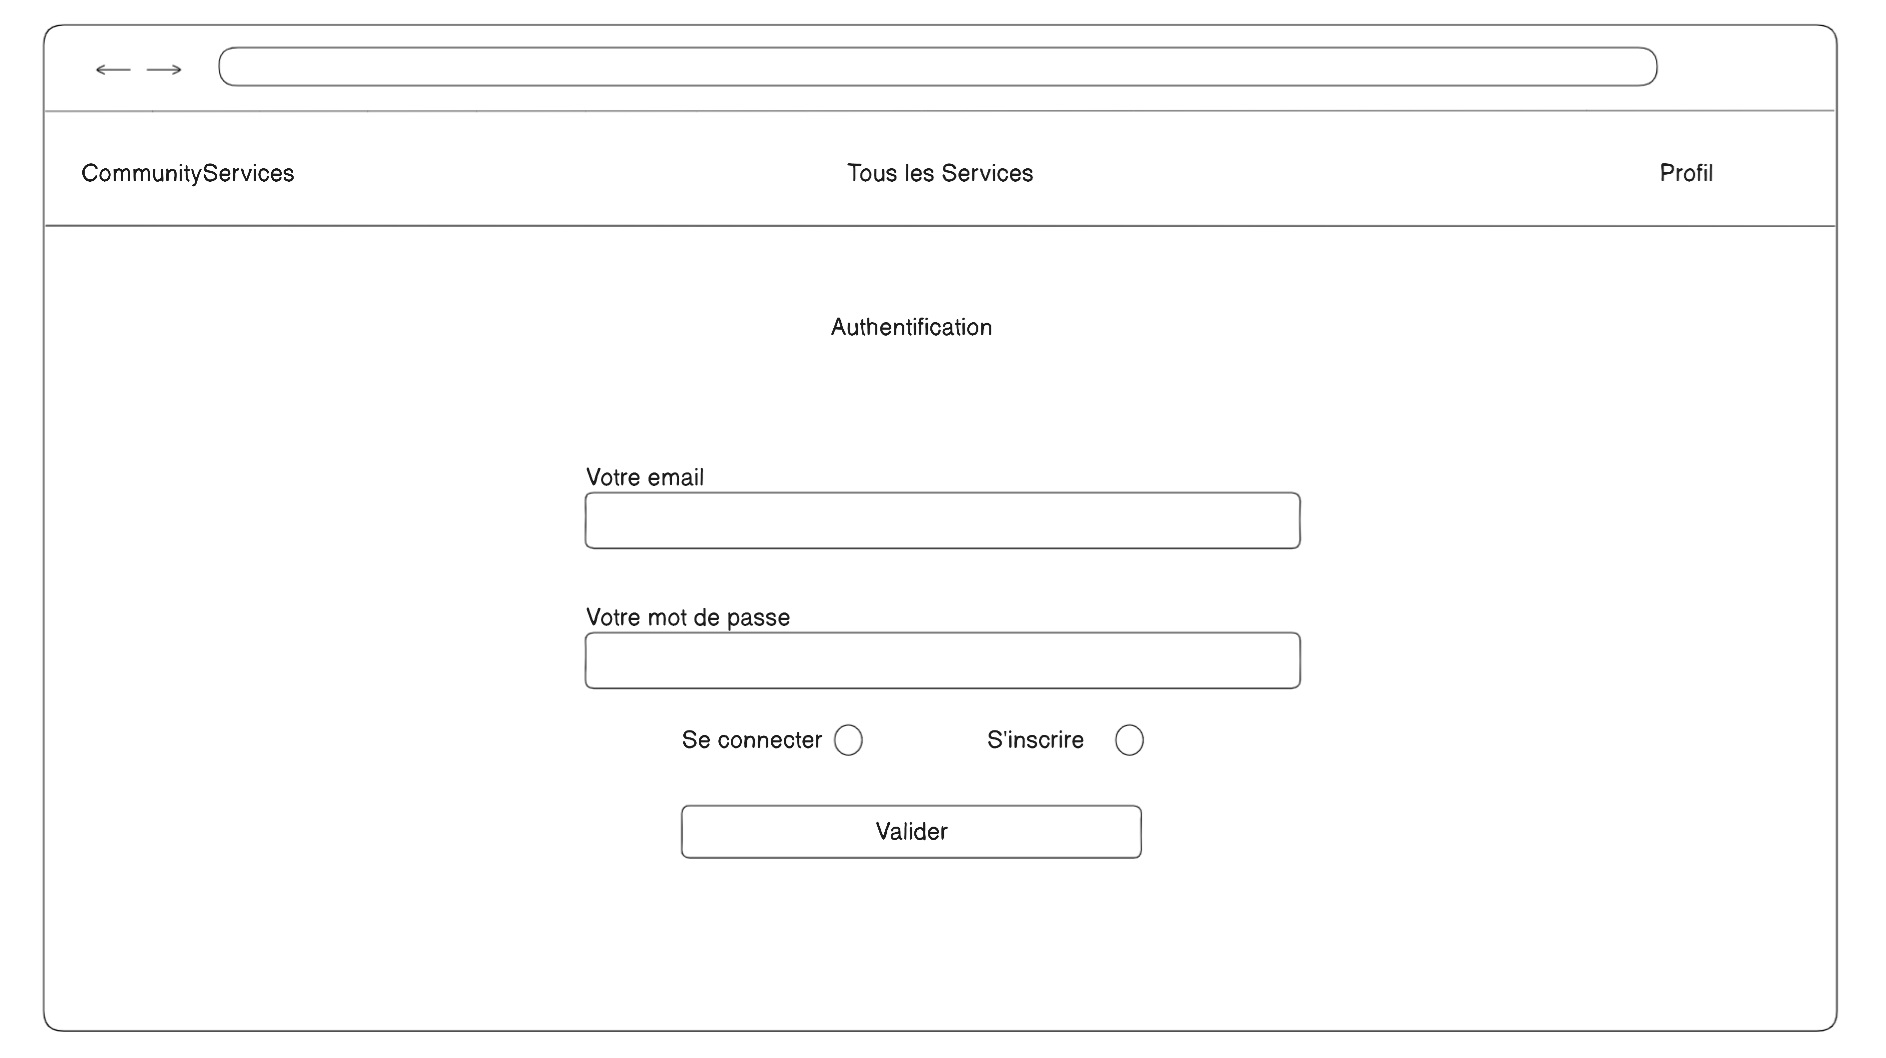 CommunityServices
Tous les Services
Profil
Authentification
Votre email
Votre mot de passe
Se connecter
S'inscrire
Valider